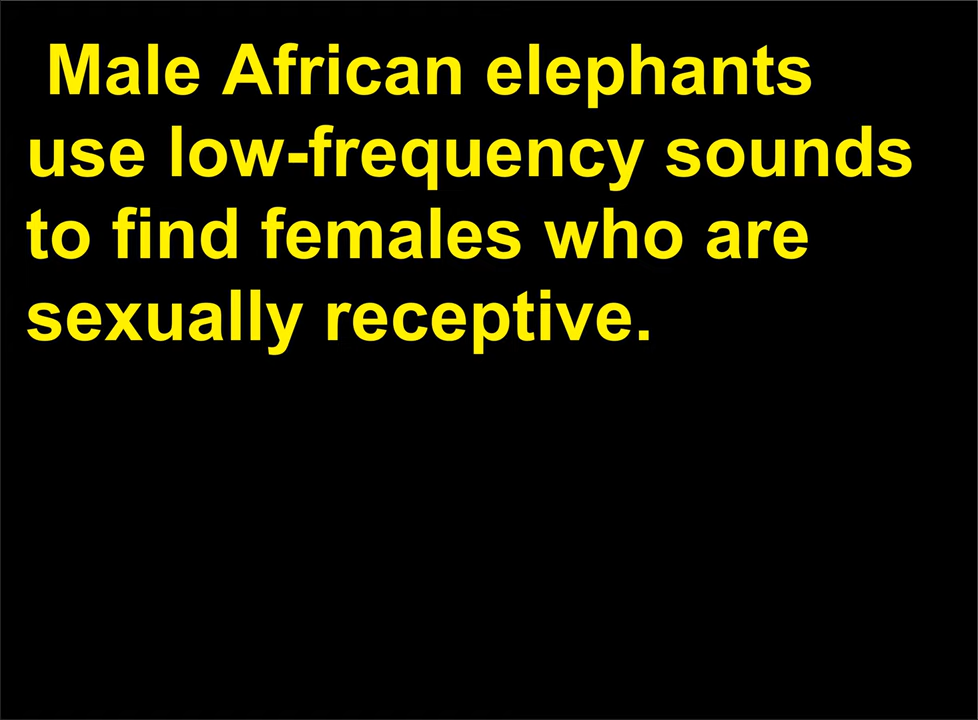 Male African elephants
use low-frequency sounds
to find females who are
sexually receptive.